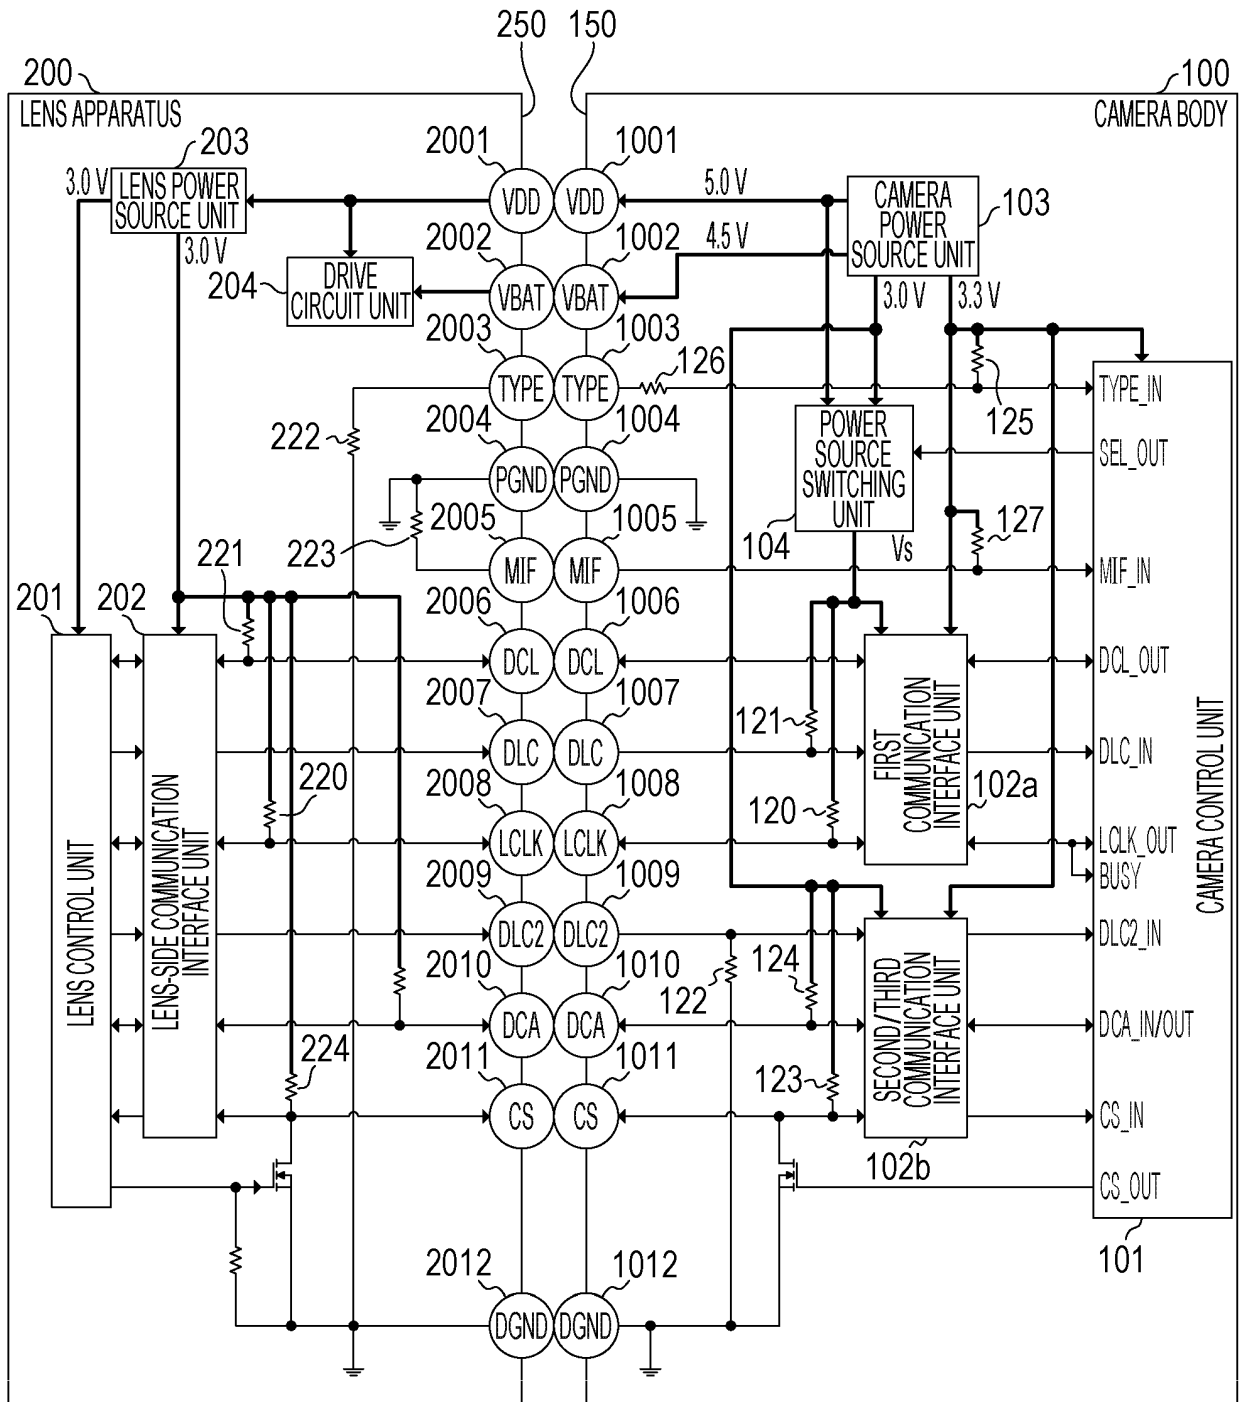 250 150
200 100
LENS APPARATUS
CAMERA BODY
203
2001 1001
3.0 V
LENS POWER
SOURCE UNIT
VDD VDD
5.0 V
CAMERA
POWER
SOURCE UNIT
103
3.0 V
2002 1002
4.5 V
204
DRIVE
CIRCUIT UNIT
VBAT VBAT
3.0 V 3.3 V
2003 1003
126
TYPE TYPE
TYPE_IN
125
222
2004 1004
POWER
SOURCE
SWITCHING
UNIT
SEL_OUT
PGND PGND
104
Vs
127
223
2005 1005
MIF MIF
MIF_IN
221
201 202
2006 1006
DCL DCL
DCL_OUT
2007 1007
121
DLC DLC
DLC_IN
FIRST
COMMUNICATION
INTERFACE UNIT
102a
220
2008 1008
120
LCLK LCLK
LCLK_OUT
BUSY
LENS CONTROL UNIT
LENS-SIDE COMMUNICATION
INTERFACE UNIT
CAMERA CONTROL UNIT
2009 1009
DLC2 DLC2
DLC2_IN
2010 1010
122
124
DCA DCA
DCA_IN/OUT
SECOND/THIRD
COMMUNICATION
INTERFACE UNIT
224
2011 1011
123
CS CS
CS_IN
102b
CS_OUT
101
2012 1012
DGND DGND